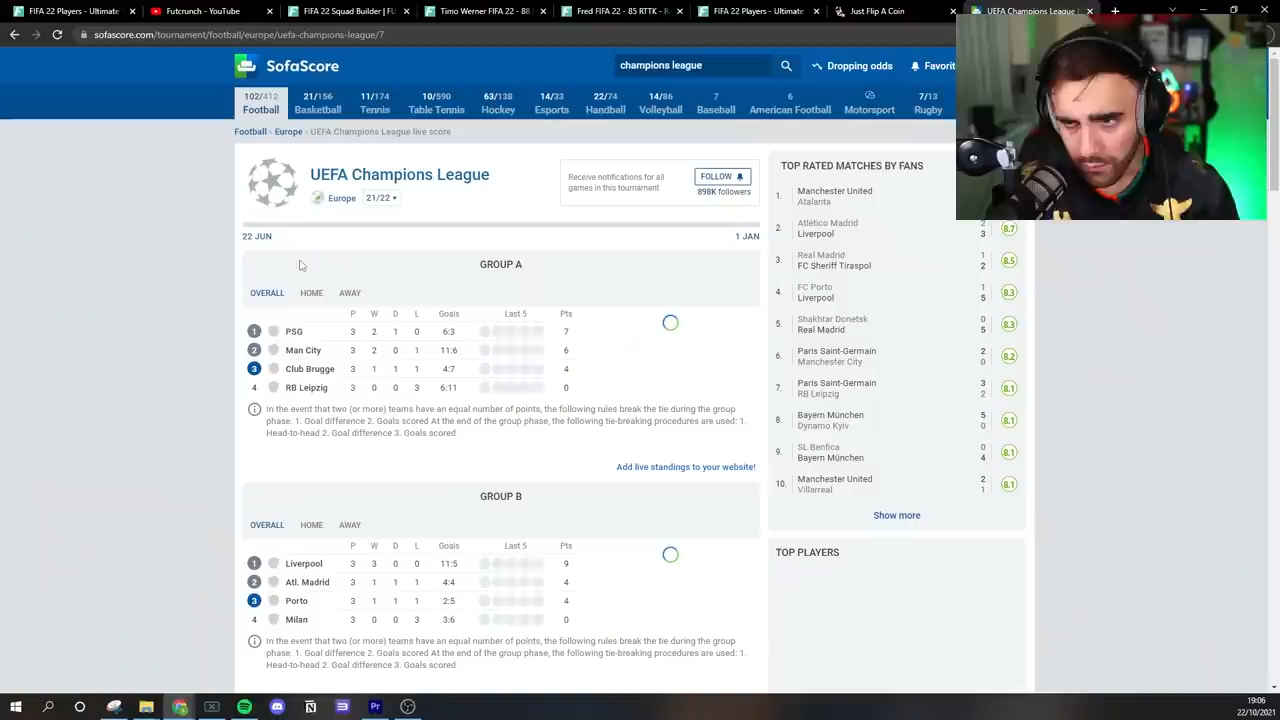 FIFA 22 Players - Ultimate
Futcrunch - YouTube
FIFA 22 Squad Builder | FU
Timo Werner FIFA 22 - 88
Fred FIFA 22 - 85 RTTK - R
FIFA 22 Players - Ultimate
Just Flip A Coin
UEFA Champions League
sofascore.com/tournament/football/europe/uefa-champions-league/7
SofaScore
champions league
Dropping odds
Favorit
102/412 21/156 11/174 10/590 63/138 14/33 22/74 14/86 7 6 7/13
Football Basketball Tennis Table Tennis Hockey Esports Handball Volleyball Baseball American Football Motorsport Rugby
Football › Europe › UEFA Champions League live score
UEFA Champions League
Europe 21/22
Receive notifications for all
games in this tournament
FOLLOW
898K followers
22 JUN 1 JAN
GROUP A
OVERALL HOME AWAY
P W D L Goals Last 5 Pts
1 PSG 3 2 1 0 6:3 7
2 Man City 3 2 0 1 11:6 6
3 Club Brugge 3 1 1 1 4:7 4
4 RB Leipzig 3 0 0 3 6:11 0
In the event that two (or more) teams have an equal number of points, the following rules break the tie during the group
phase: 1. Goal difference 2. Goals scored At the end of the group phase, the following tie-breaking procedures are used: 1.
Head-to-head 2. Goal difference 3. Goals scored
Add live standings to your website!
GROUP B
OVERALL HOME AWAY
P W D L Goals Last 5 Pts
1 Liverpool 3 3 0 0 11:5 9
2 Atl. Madrid 3 1 1 1 4:4 4
3 Porto 3 1 1 1 2:5 4
4 Milan 3 0 0 3 3:6 0
In the event that two (or more) teams have an equal number of points, the following rules break the tie during the group
phase: 1. Goal difference 2. Goals scored At the end of the group phase, the following tie-breaking procedures are used: 1.
Head-to-head 2. Goal difference 3. Goals scored
TOP RATED MATCHES BY FANS
1. Manchester United
Atalanta
2. Atlético Madrid 2
Liverpool 3 8.7
3. Real Madrid 1
FC Sheriff Tiraspol 2 8.5
4. FC Porto 1
Liverpool 5 8.3
5. Shakhtar Donetsk 0
Real Madrid 5 8.3
6. Paris Saint-Germain 2
Manchester City 0 8.2
7. Paris Saint-Germain 3
RB Leipzig 2 8.1
8. Bayern München 5
Dynamo Kyiv 0 8.1
9. SL Benfica 0
Bayern München 4 8.1
10. Manchester United 2
Villarreal 1 8.1
Show more
TOP PLAYERS
19:06
22/10/2021